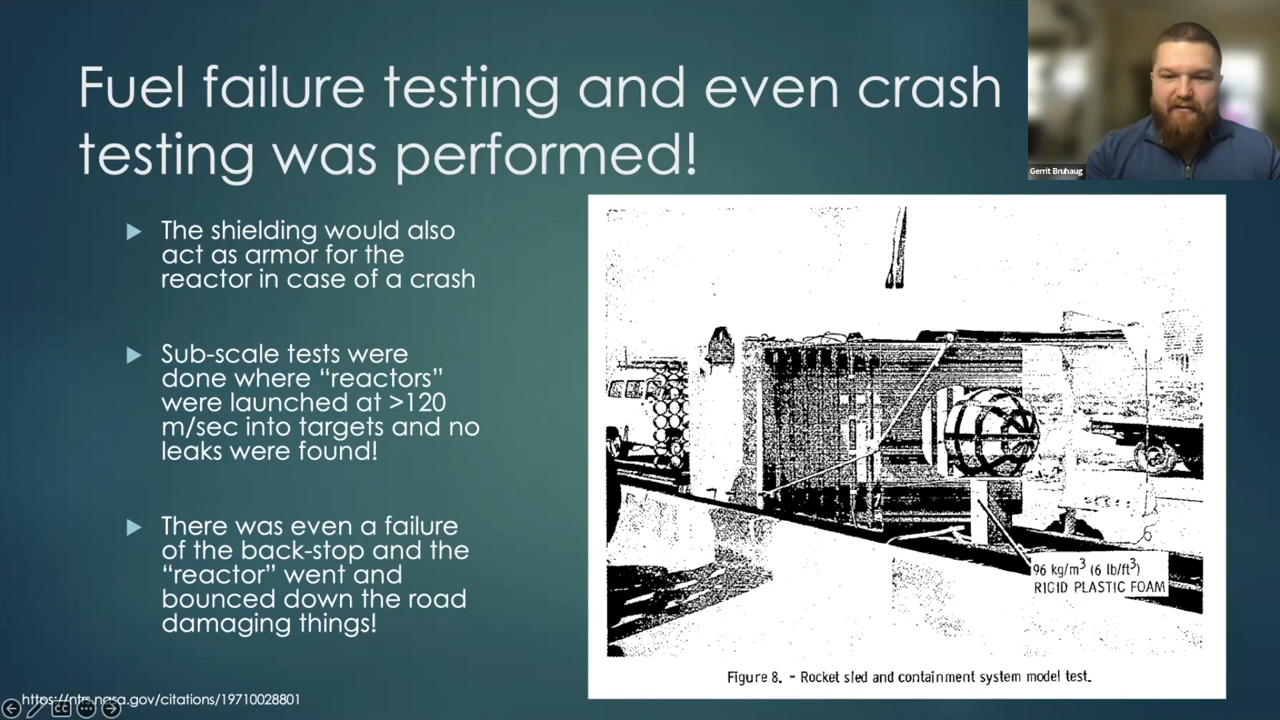 Fuel failure testing and even crash
testing was performed!
Gerrit Bruhaug
The shielding would also
act as armor for the
reactor in case of a crash
Sub-scale tests were
done where “reactors”
were launched at >120
m/sec into targets and no
leaks were found!
There was even a failure
of the back-stop and the
“reactor” went and
bounced down the road
damaging things!
96 kg/m³ (6 lb/ft³)
RIGID PLASTIC FOAM
Figure 8. - Rocket sled and containment system model test.
https://ntrs.nasa.gov/citations/19710028801